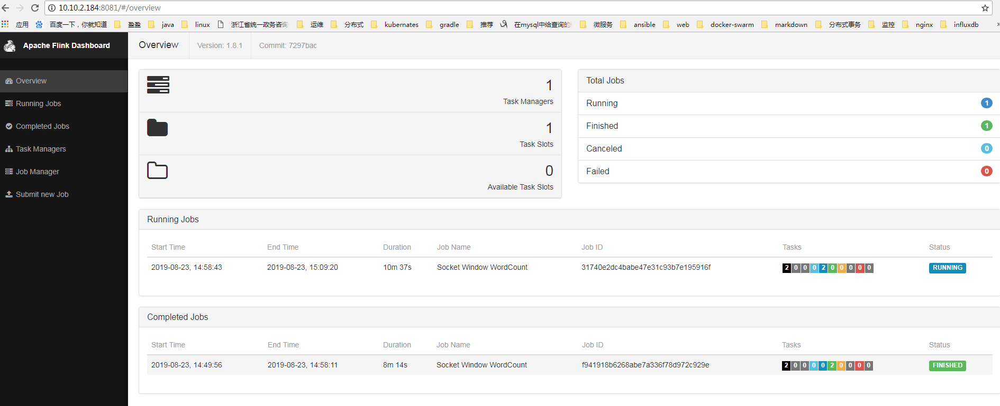 10.10.2.184:8081/#/overview
应用 百度一下，你就知道 盈盈 java linux 浙江省统一政务咨询 运维 分布式 kubernates gradle 推荐 在mysql中给查询的 微服务 ansible web docker-swarm markdown 分布式事务 监控 nginx influxdb »
Apache Flink Dashboard
Overview Version: 1.8.1 Commit: 7297bac
Overview
Running Jobs
Completed Jobs
Task Managers
Job Manager
Submit new Job
1
Task Managers
1
Task Slots
0
Available Task Slots
Total Jobs
Running 1
Finished 1
Canceled 0
Failed 0
Running Jobs
Start Time End Time Duration Job Name Job ID Tasks Status
2019-08-23, 14:58:43 2019-08-23, 15:09:20 10m 37s Socket Window WordCount 31740e2dc4babe47e31c93b7e195916f 2 0 0 0 2 0 0 0 0 0 RUNNING
Completed Jobs
Start Time End Time Duration Job Name Job ID Tasks Status
2019-08-23, 14:49:56 2019-08-23, 14:58:11 8m 14s Socket Window WordCount f941918b6268abe7a336f78d972c929e 2 0 0 0 0 2 0 0 0 0 FINISHED